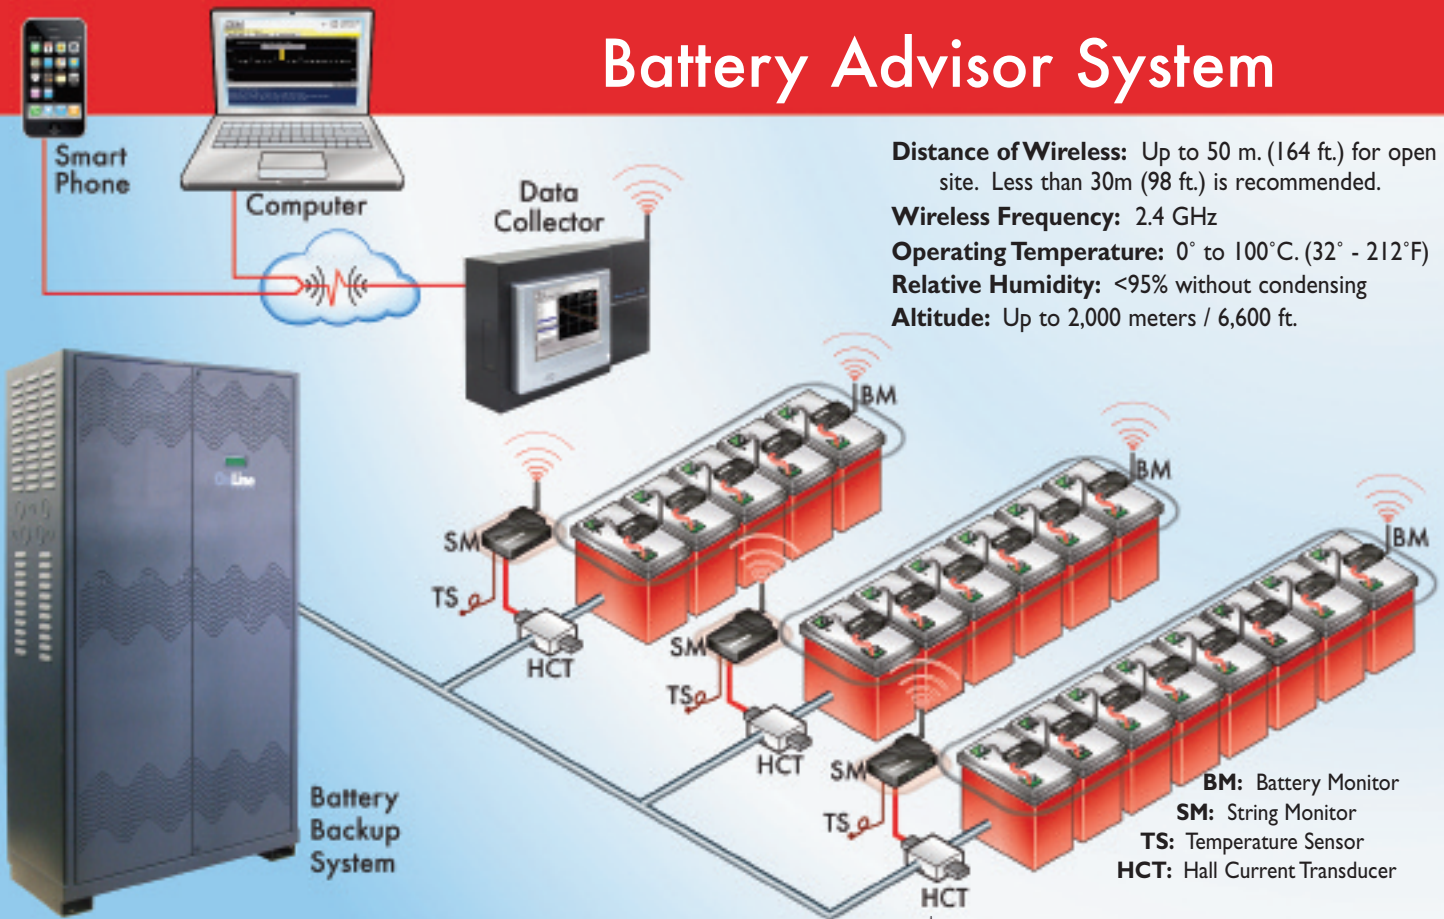 Battery Advisor System
Smart
Phone
Computer
Data
Collector
Distance of Wireless: Up to 50 m. (164 ft.) for open
site. Less than 30m (98 ft.) is recommended.
Wireless Frequency: 2.4 GHz
Operating Temperature: 0˚ to 100˚C. (32˚ - 212˚F)
Relative Humidity: <95% without condensing
Altitude: Up to 2,000 meters / 6,600 ft.
BM
BM
BM
OnLine
SM
TS
HCT
SM
TS
HCT
SM
TS
HCT
Battery
Backup
System
BM: Battery Monitor
SM: String Monitor
TS: Temperature Sensor
HCT: Hall Current Transducer